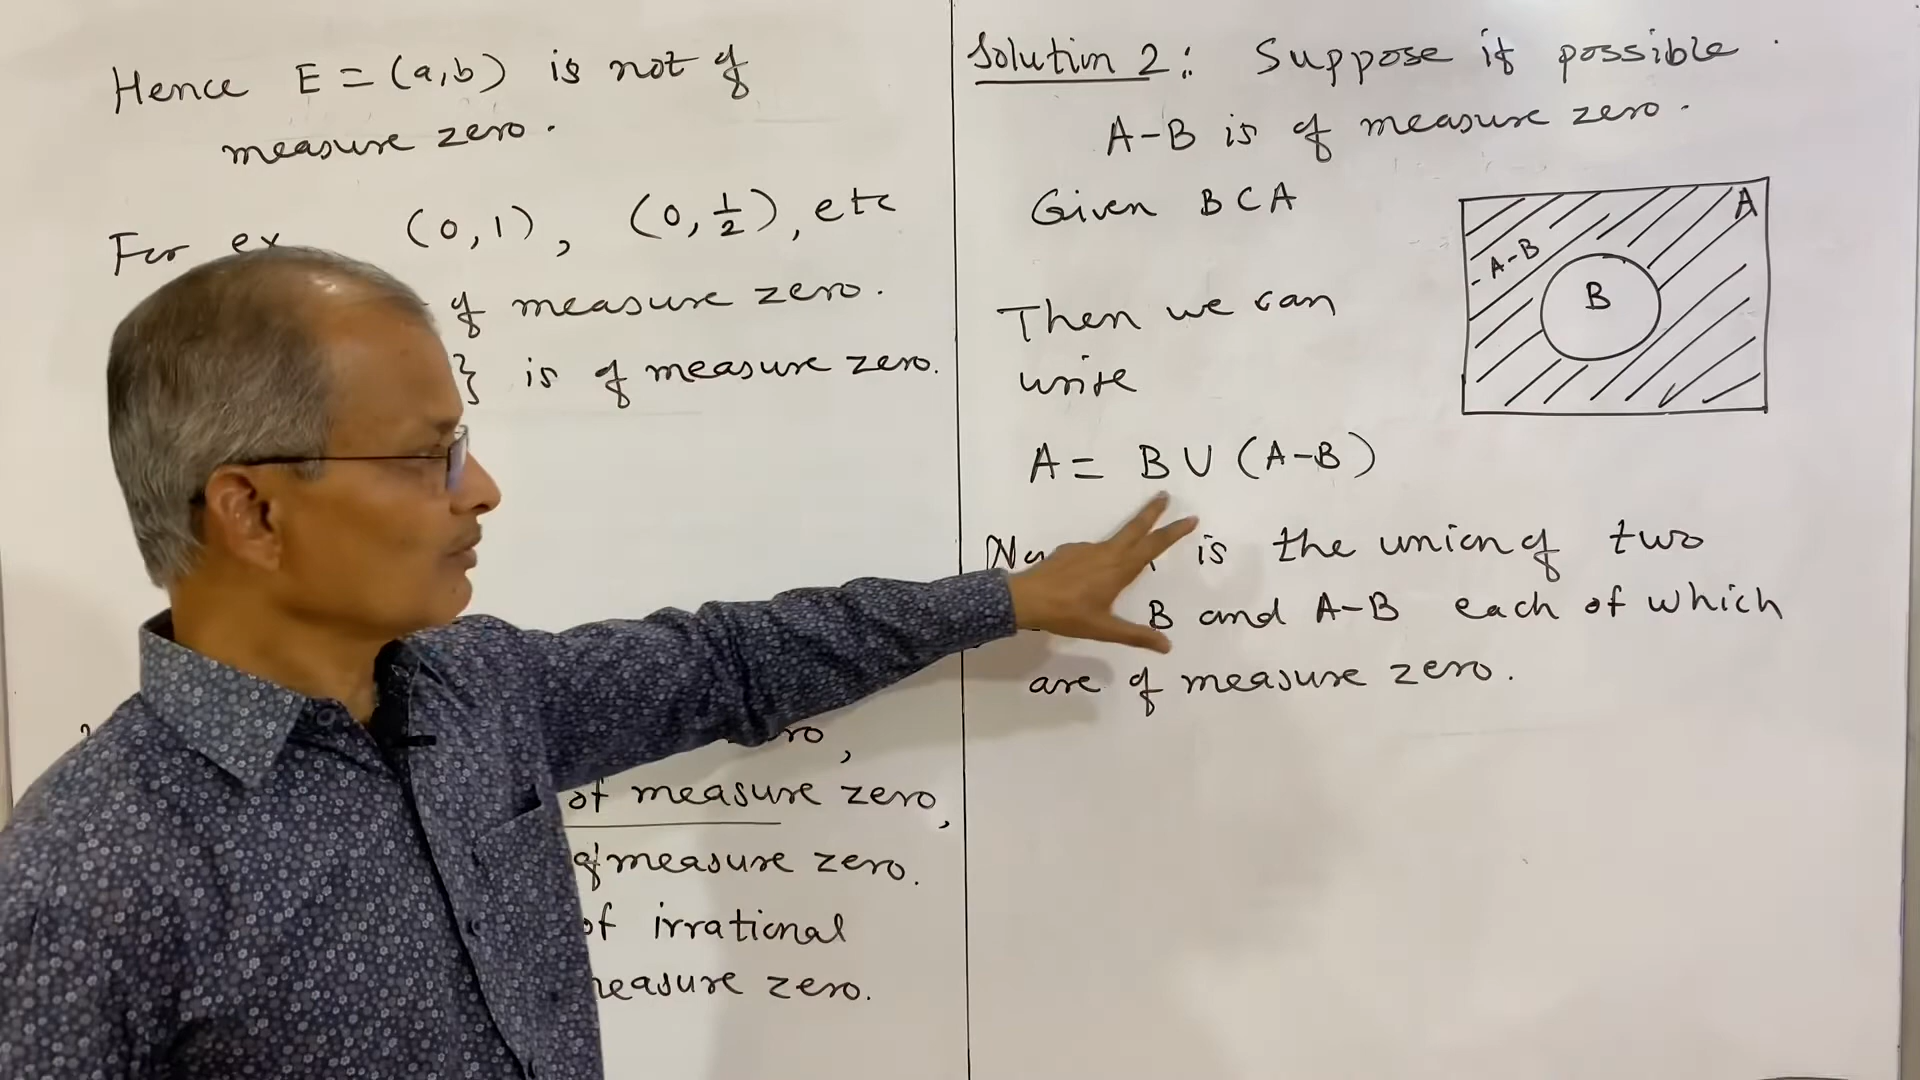 Hence E = (a,b) is not of
measure zero.
For ex (0,1), (0, 1/2), etc
of measure zero.
} is of measure zero.
zero,
of measure zero,
of measure zero.
of irrational
measure zero.
Solution 2: Suppose if possible
A-B is of measure zero.
Given B⊂A
Then we can
write
A = B ∪ (A-B)
is the union of two
B and A-B each of which
are of measure zero.
A
A-B
B